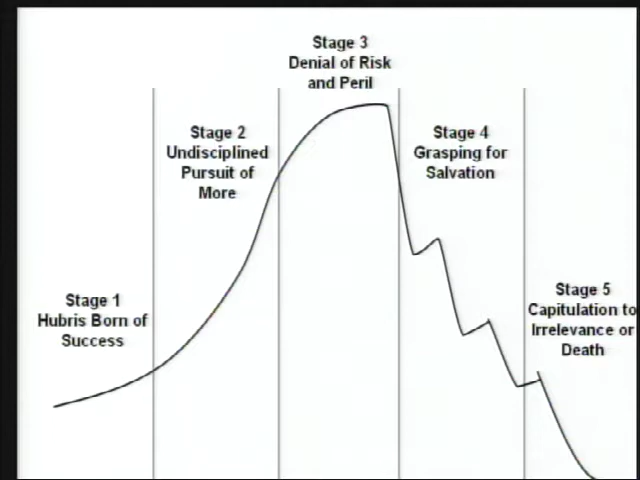 Stage 3
Denial of Risk
and Peril
Stage 2
Undisciplined
Pursuit of
More
Stage 4
Grasping for
Salvation
Stage 1
Hubris Born of
Success
Stage 5
Capitulation to
Irrelevance or
Death